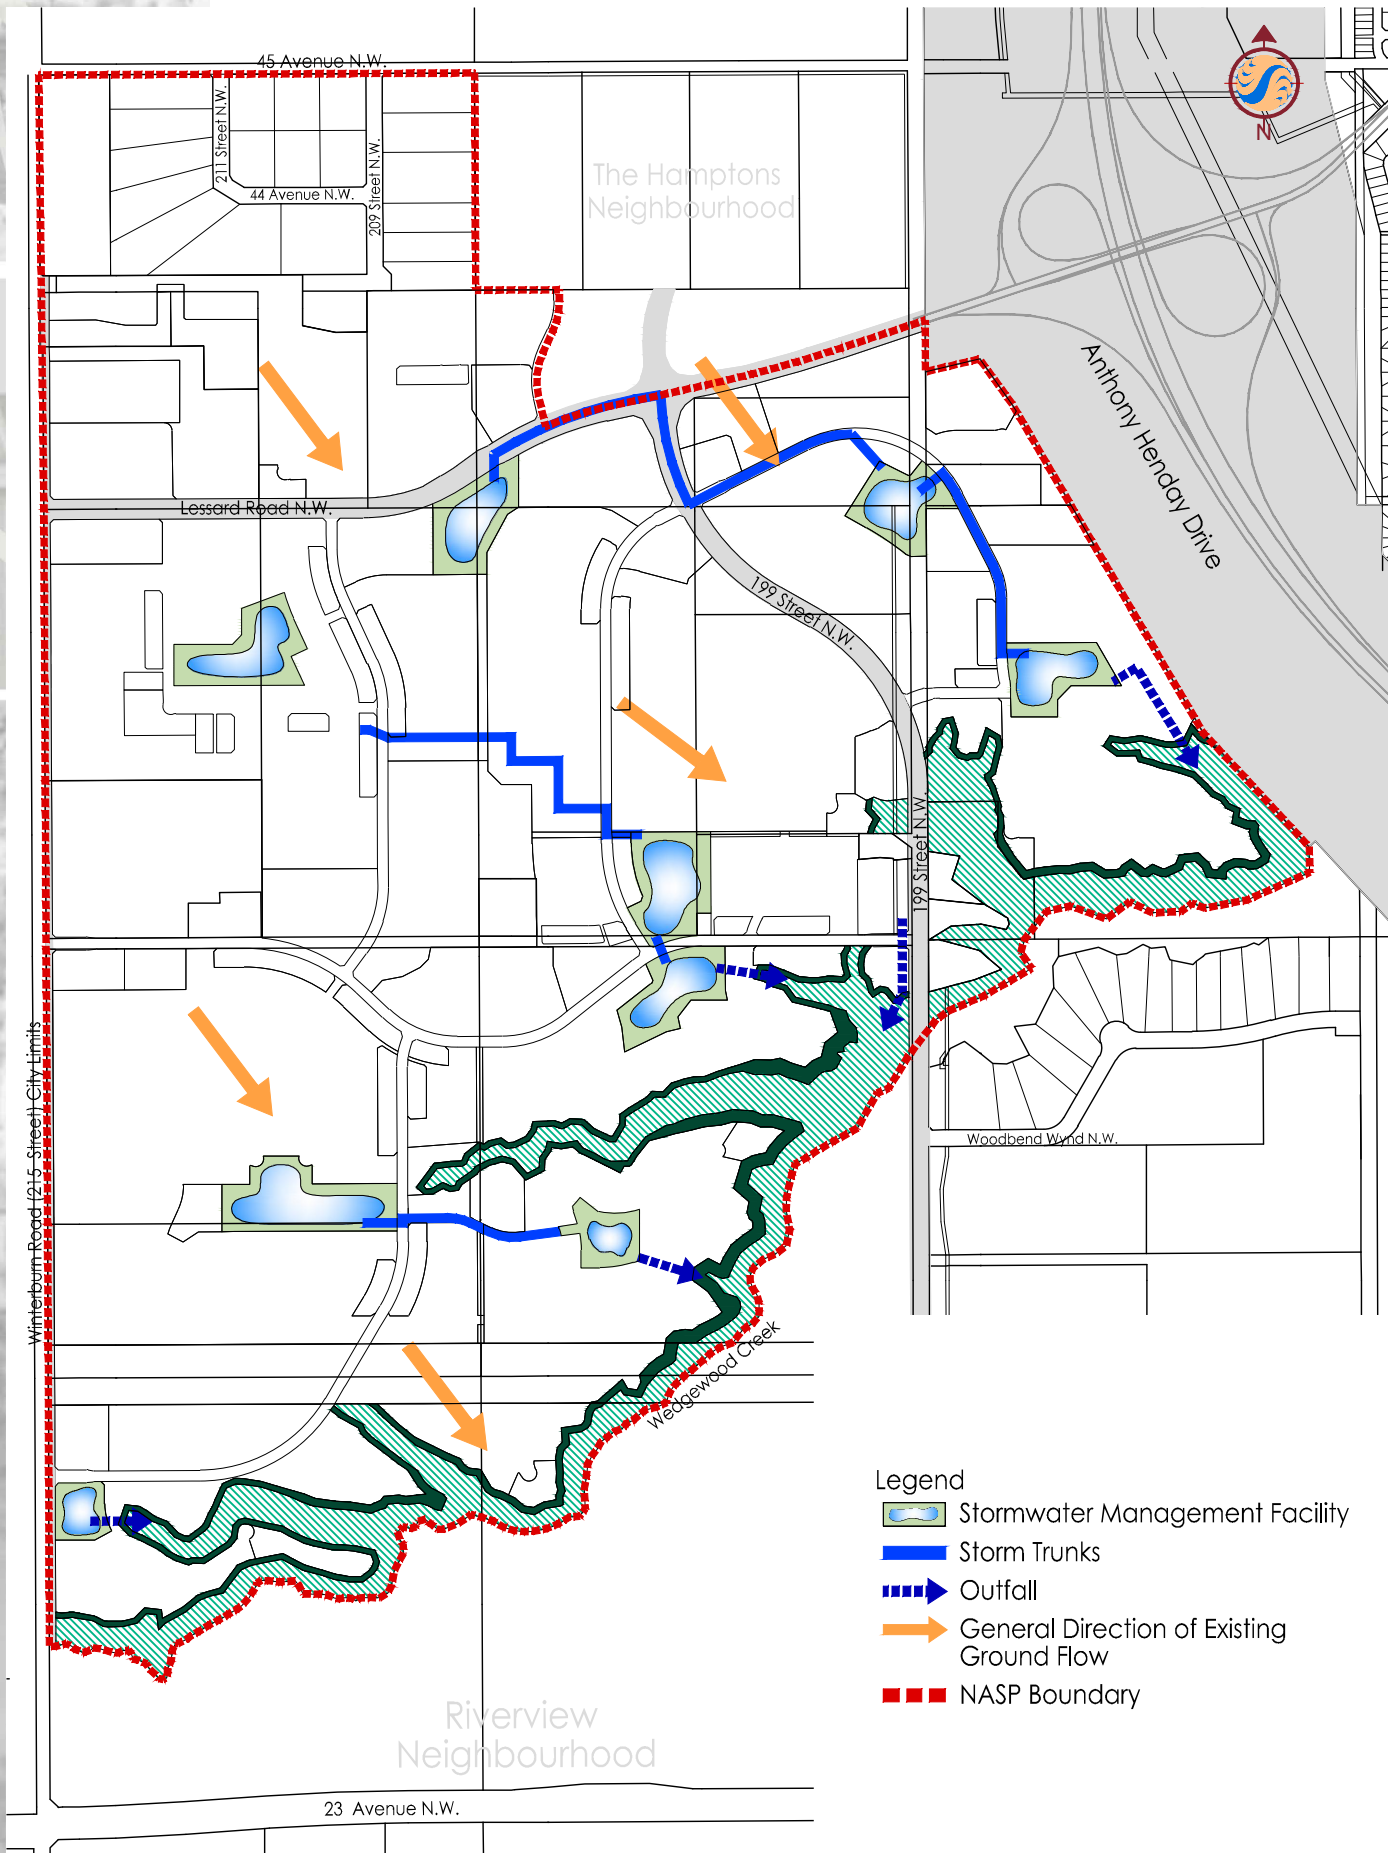 45 Avenue N.W.
N
211 Street N.W.
44 Avenue N.W.
209 Street N.W.
The Hamptons
Neighbourhood
Anthony Henday Drive
Lessard Road N.W.
199 Street N.W.
199 Street N.W.
Winterburn Road (215 Street) City Limits
Woodbend Wynd N.W.
Wedgewood Creek
Legend
Stormwater Management Facility
Storm Trunks
Outfall
General Direction of Existing
Ground Flow
NASP Boundary
Riverview
Neighbourhood
23 Avenue N.W.